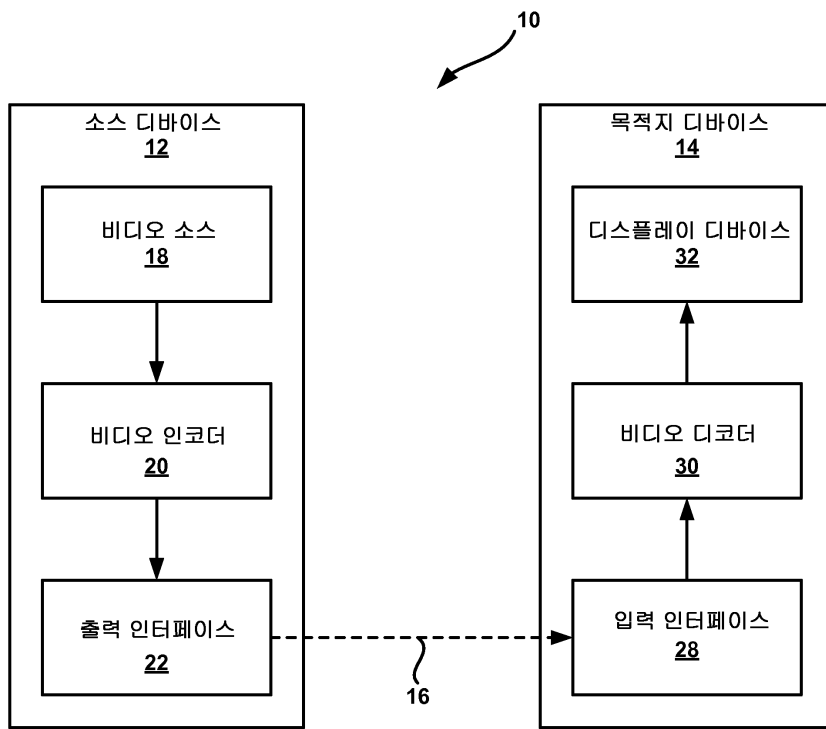 10
소스 디바이스
12
비디오 소스
18
비디오 인코더
20
출력 인터페이스
22
16
목적지 디바이스
14
디스플레이 디바이스
32
비디오 디코더
30
입력 인터페이스
28